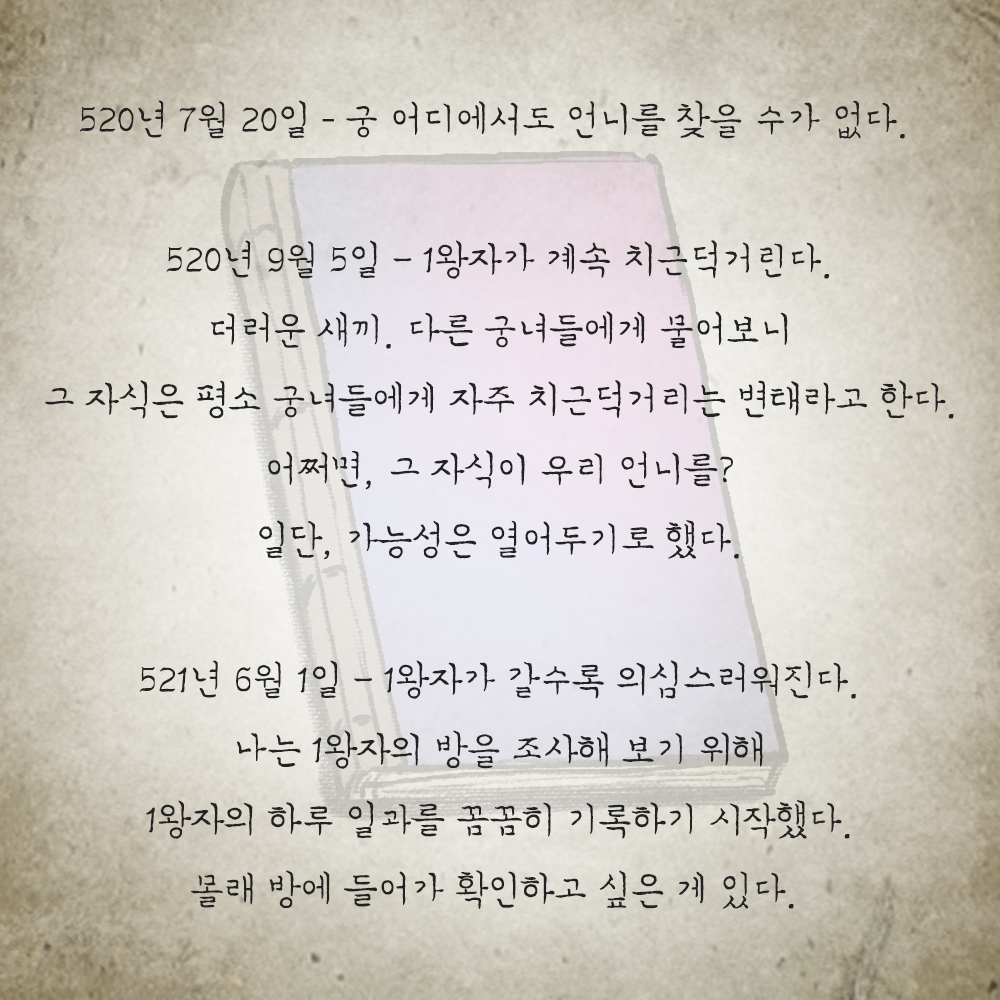 520년 7월 20일 - 궁 어디에서도 언니를 찾을 수가 없다.
520년 9월 5일 - 1왕자가 계속 치근덕거린다.
더러운 새끼. 다른 궁녀들에게 물어보니
그 자식은 평소 궁녀들에게 자주 치근덕거리는 변태라고 한다.
어쩌면, 그 자식이 우리 언니를?
일단, 가능성은 열어두기로 했다.
521년 6월 1일 - 1왕자가 갈수록 의심스러워진다.
나는 1왕자의 방을 조사해 보기 위해
1왕자의 하루 일과를 꼼꼼히 기록하기 시작했다.
몰래 방에 들어가 확인하고 싶은 게 있다.